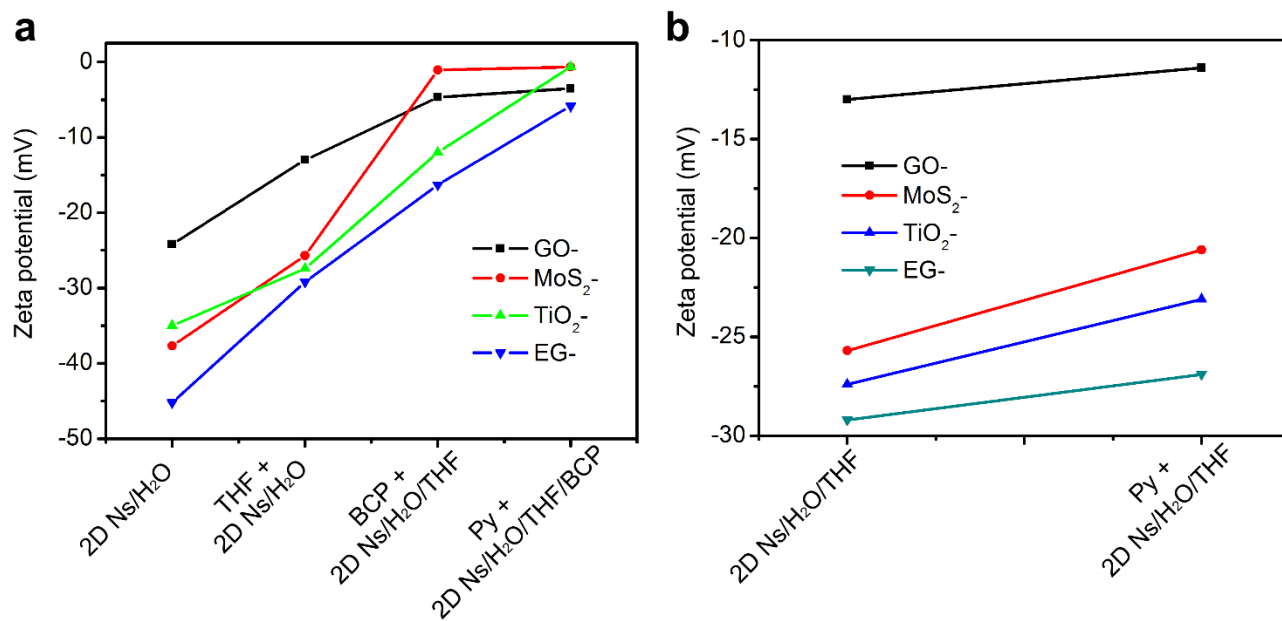 a
Zeta potential (mV)
0
-10
-20
-30
-40
-50
GO-
MoS₂-
TiO₂-
EG-
2D Ns/H₂O
THF +
2D Ns/H₂O
BCP +
2D Ns/H₂O/THF
Py +
2D Ns/H₂O/THF/BCP
b
Zeta potential (mV)
-10
-15
-20
-25
-30
GO-
MoS₂-
TiO₂-
EG-
2D Ns/H₂O/THF
Py +
2D Ns/H₂O/THF